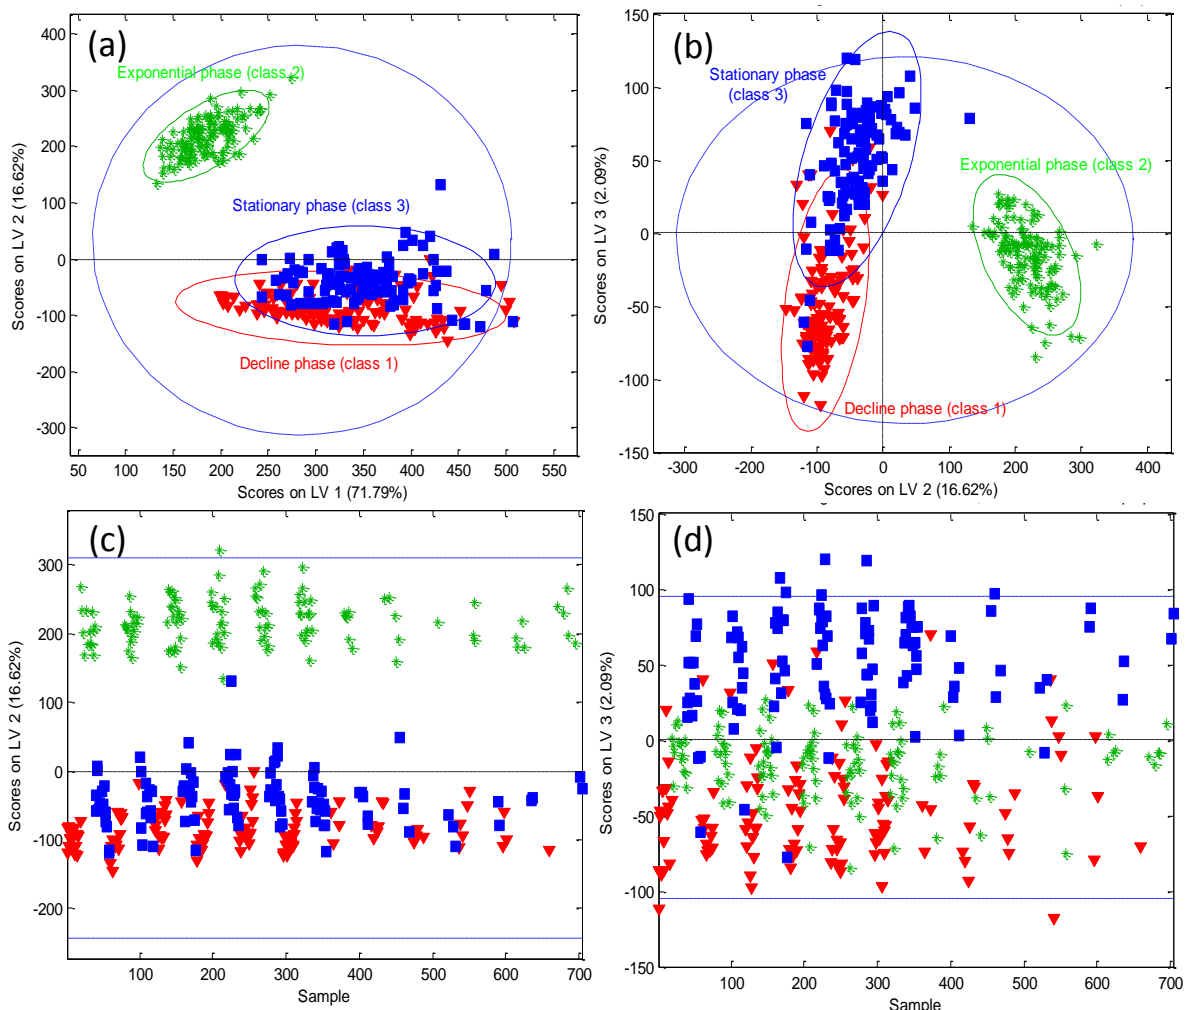 (a)
400
300
200
100
0
-100
-200
-300
Scores on LV 2 (16.62%)
Exponential phase (class 2)
Stationary phase (class 3)
Decline phase (class 1)
50 100 150 200 250 300 350 400 450 500 550
Scores on LV 1 (71.79%)
(b)
150
100
50
0
-50
-100
-150
Scores on LV 3 (2.09%)
Stationary phase
(class 3)
Exponential phase (class 2)
Decline phase (class 1)
-300 -200 -100 0 100 200 300 400
Scores on LV 2 (16.62%)
(c)
300
200
100
0
-100
-200
Scores on LV 2 (16.62%)
100 200 300 400 500 600 700
Sample
(d)
150
100
50
0
-50
-100
-150
Scores on LV 3 (2.09%)
100 200 300 400 500 600 700
Sample